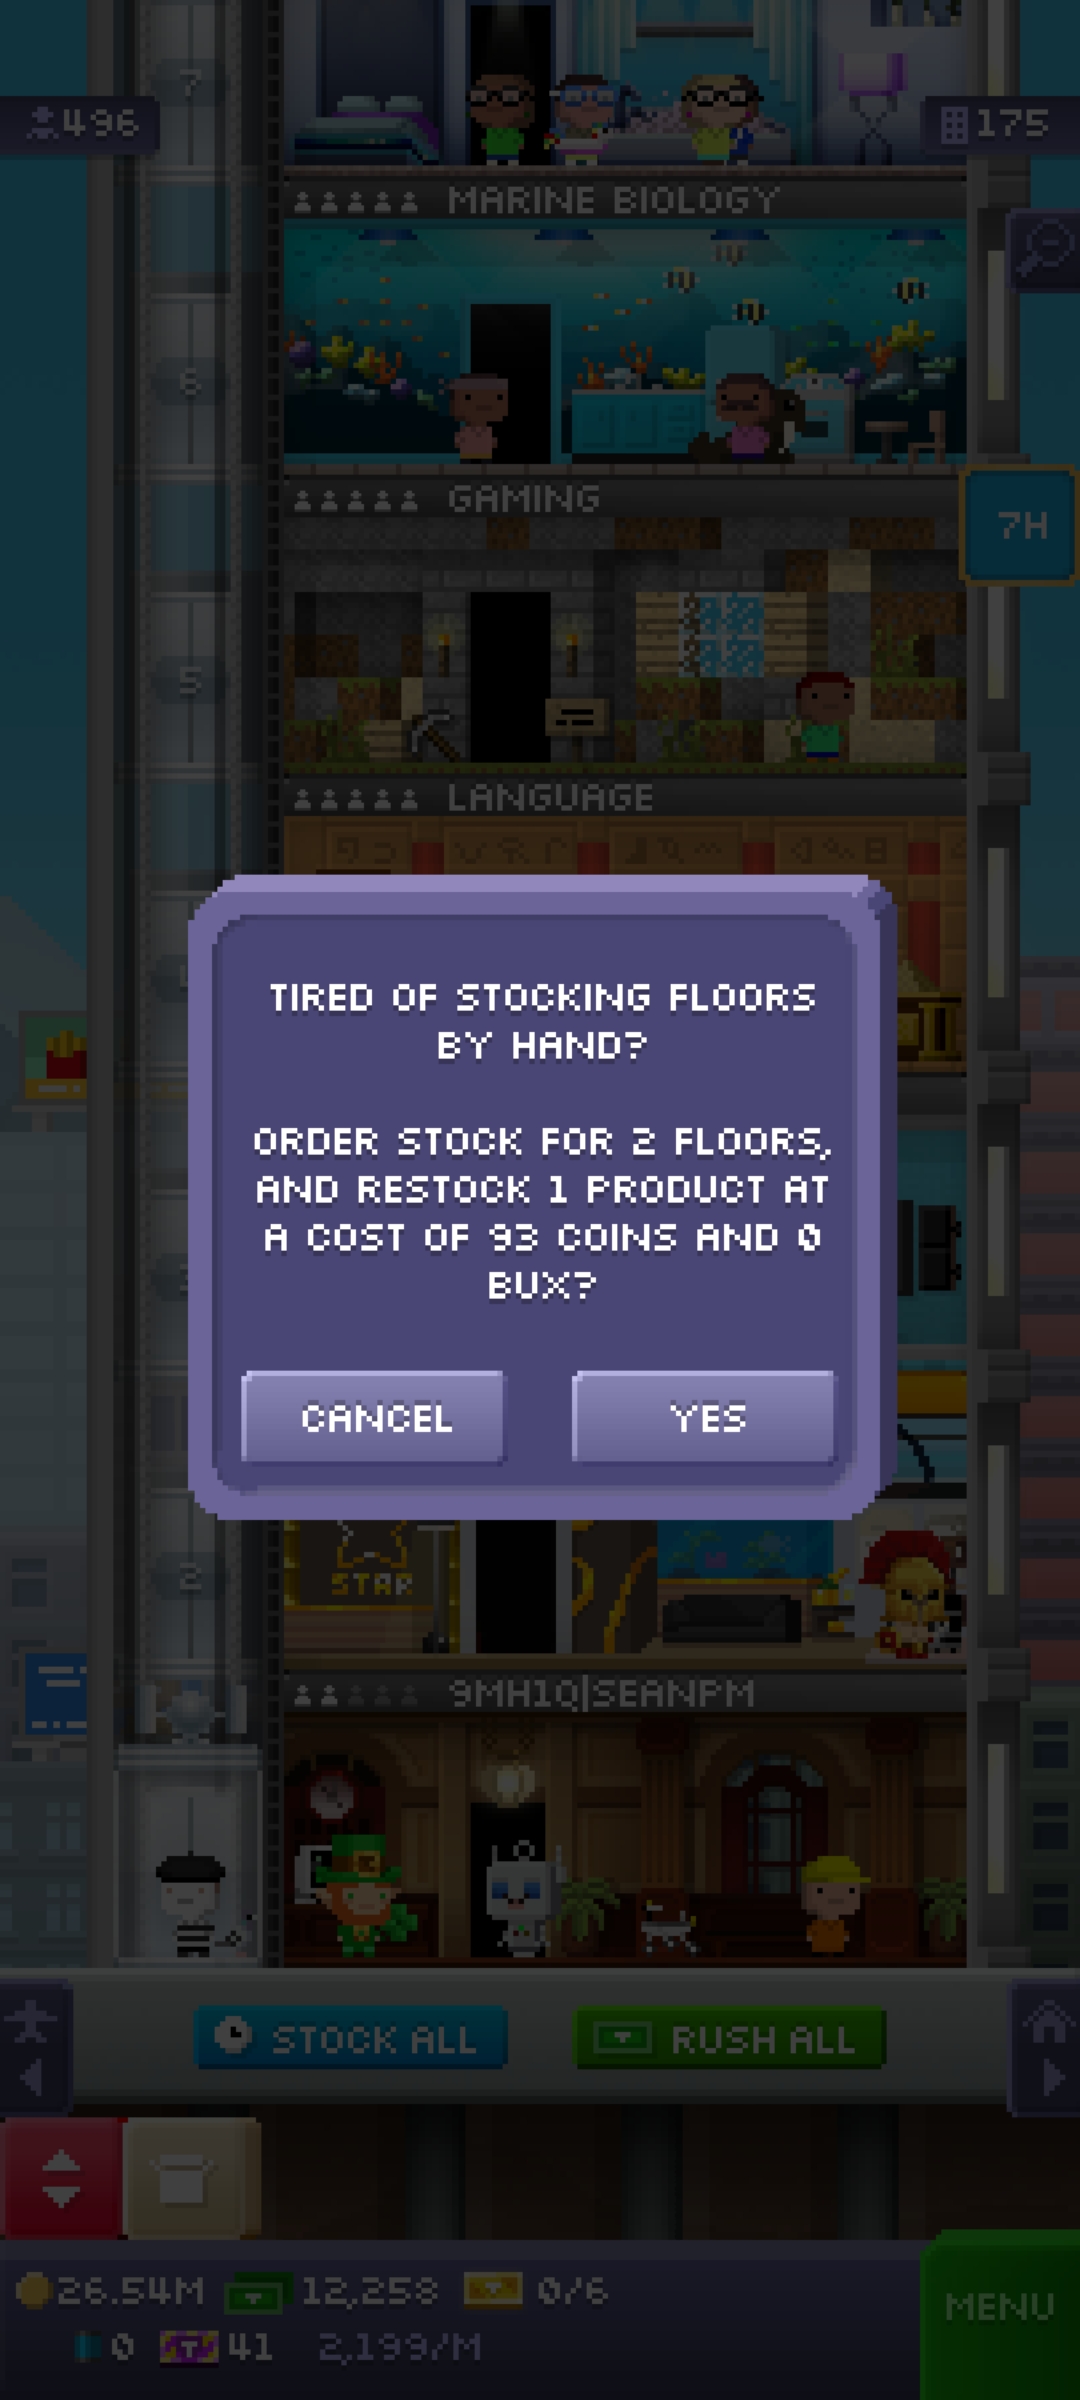 7
496
175
MARINE BIOLOGY
6
GAMING
7H
5
LANGUAGE
TIRED OF STOCKING FLOORS
BY HAND?
ORDER STOCK FOR 2 FLOORS,
AND RESTOCK 1 PRODUCT AT
A COST OF 93 COINS AND 0
BUX?
CANCEL
YES
2
STAR
9MH1Q|SEANPM
STOCK ALL
RUSH ALL
26.54M
12,258
0/6
MENU
0
41
2,199/M